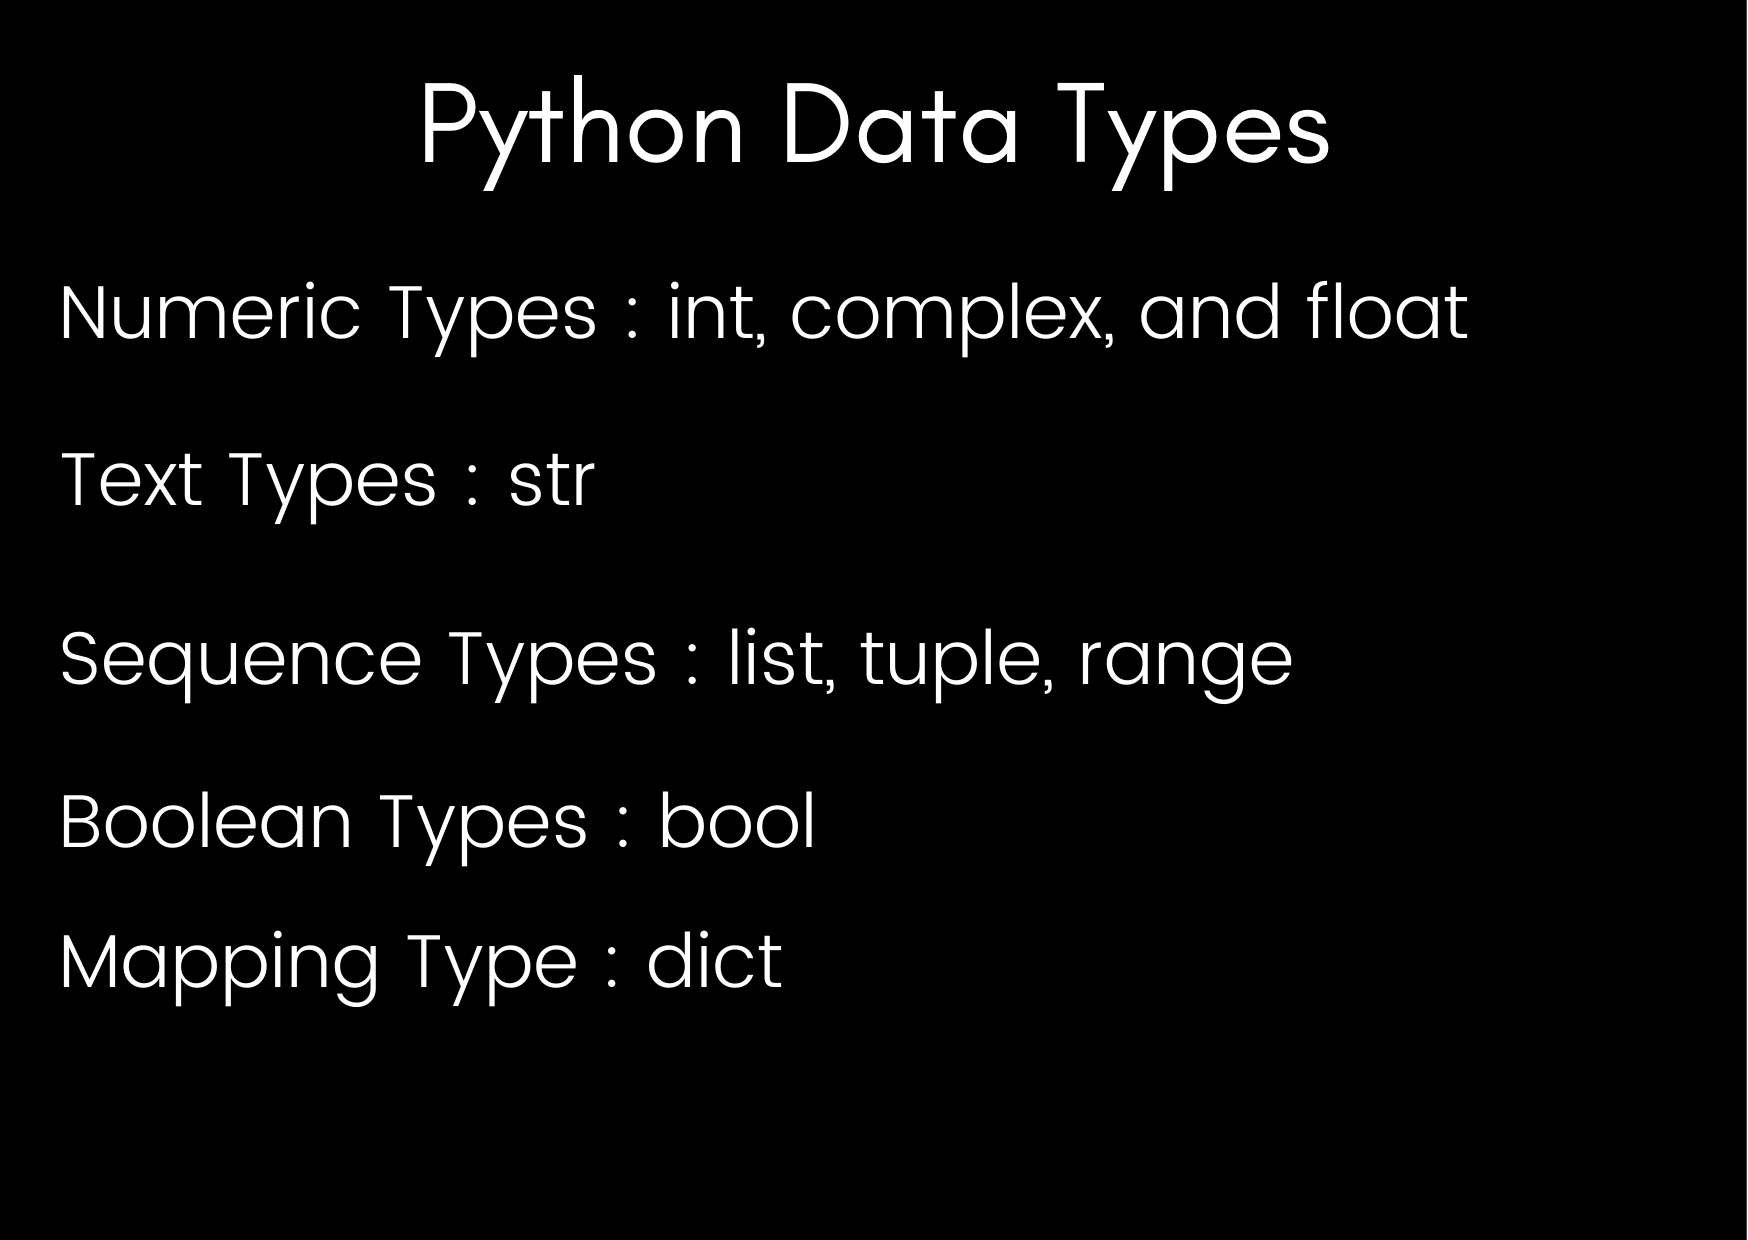 Python Data Types
Numeric Types : int, complex, and float
Text Types : str
Sequence Types : list, tuple, range
Boolean Types : bool
Mapping Type : dict